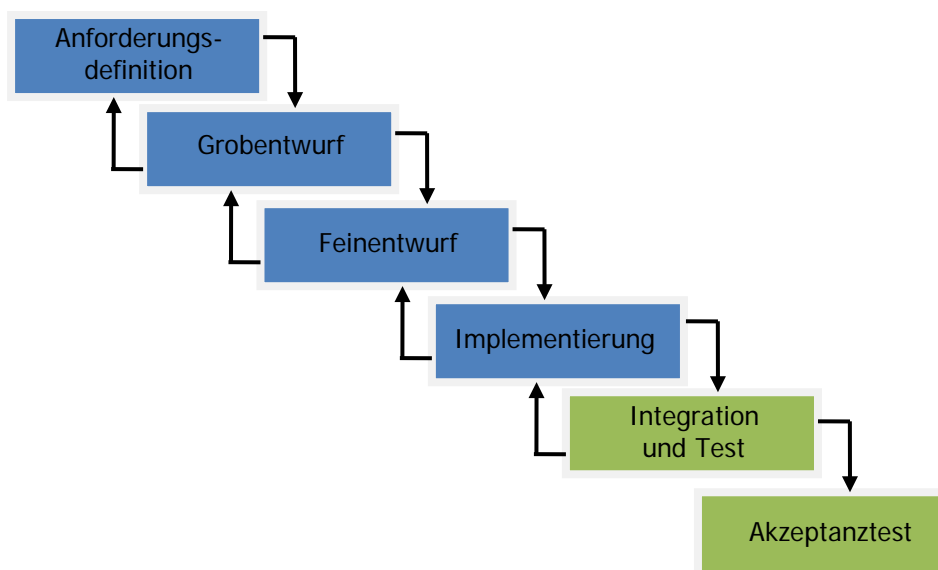 Anforderungs-
definition
Grobentwurf
Feinentwurf
Implementierung
Integration
und Test
Akzeptanztest